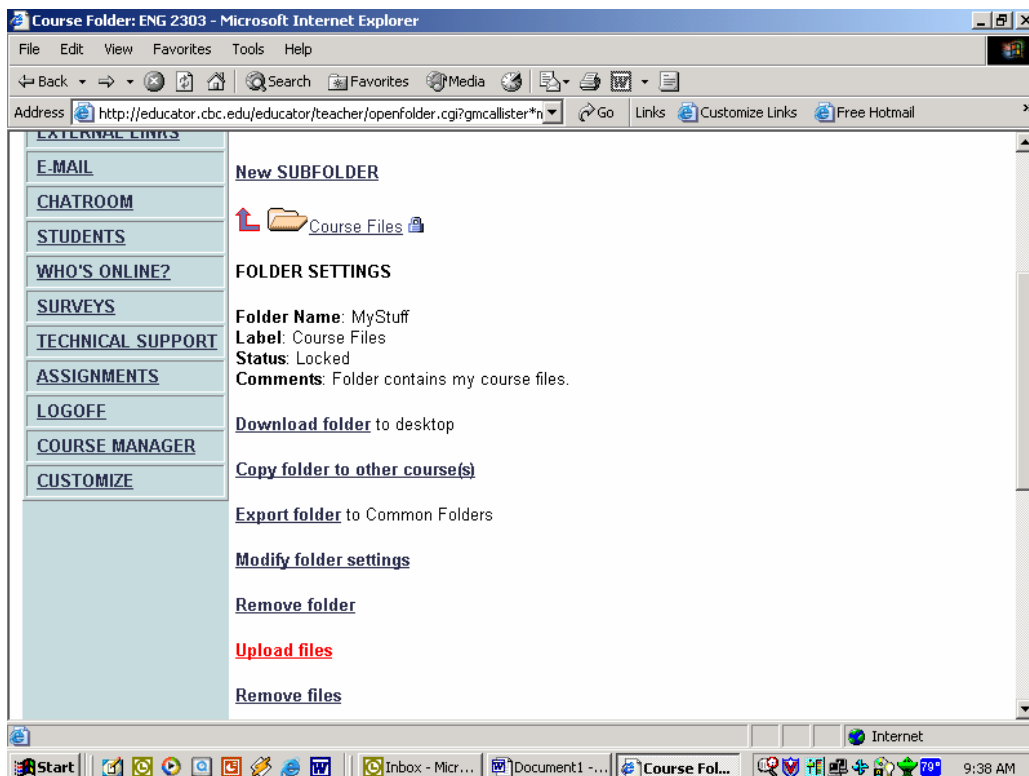 Course Folder: ENG 2303 - Microsoft Internet Explorer
File Edit View Favorites Tools Help
Back Search Favorites Media
Address http://educator.cbc.edu/educator/teacher/openfolder.cgi?gmcallister*n Go Links Customize Links Free Hotmail »
EXTERNAL LINKS
E-MAIL
CHATROOM
STUDENTS
WHO'S ONLINE?
SURVEYS
TECHNICAL SUPPORT
ASSIGNMENTS
LOGOFF
COURSE MANAGER
CUSTOMIZE
New SUBFOLDER
Course Files
FOLDER SETTINGS
Folder Name: MyStuff
Label: Course Files
Status: Locked
Comments: Folder contains my course files.
Download folder to desktop
Copy folder to other course(s)
Export folder to Common Folders
Modify folder settings
Remove folder
Upload files
Remove files
Internet
Start Inbox - Micr... Document1 -... Course Fol... 79° 9:38 AM